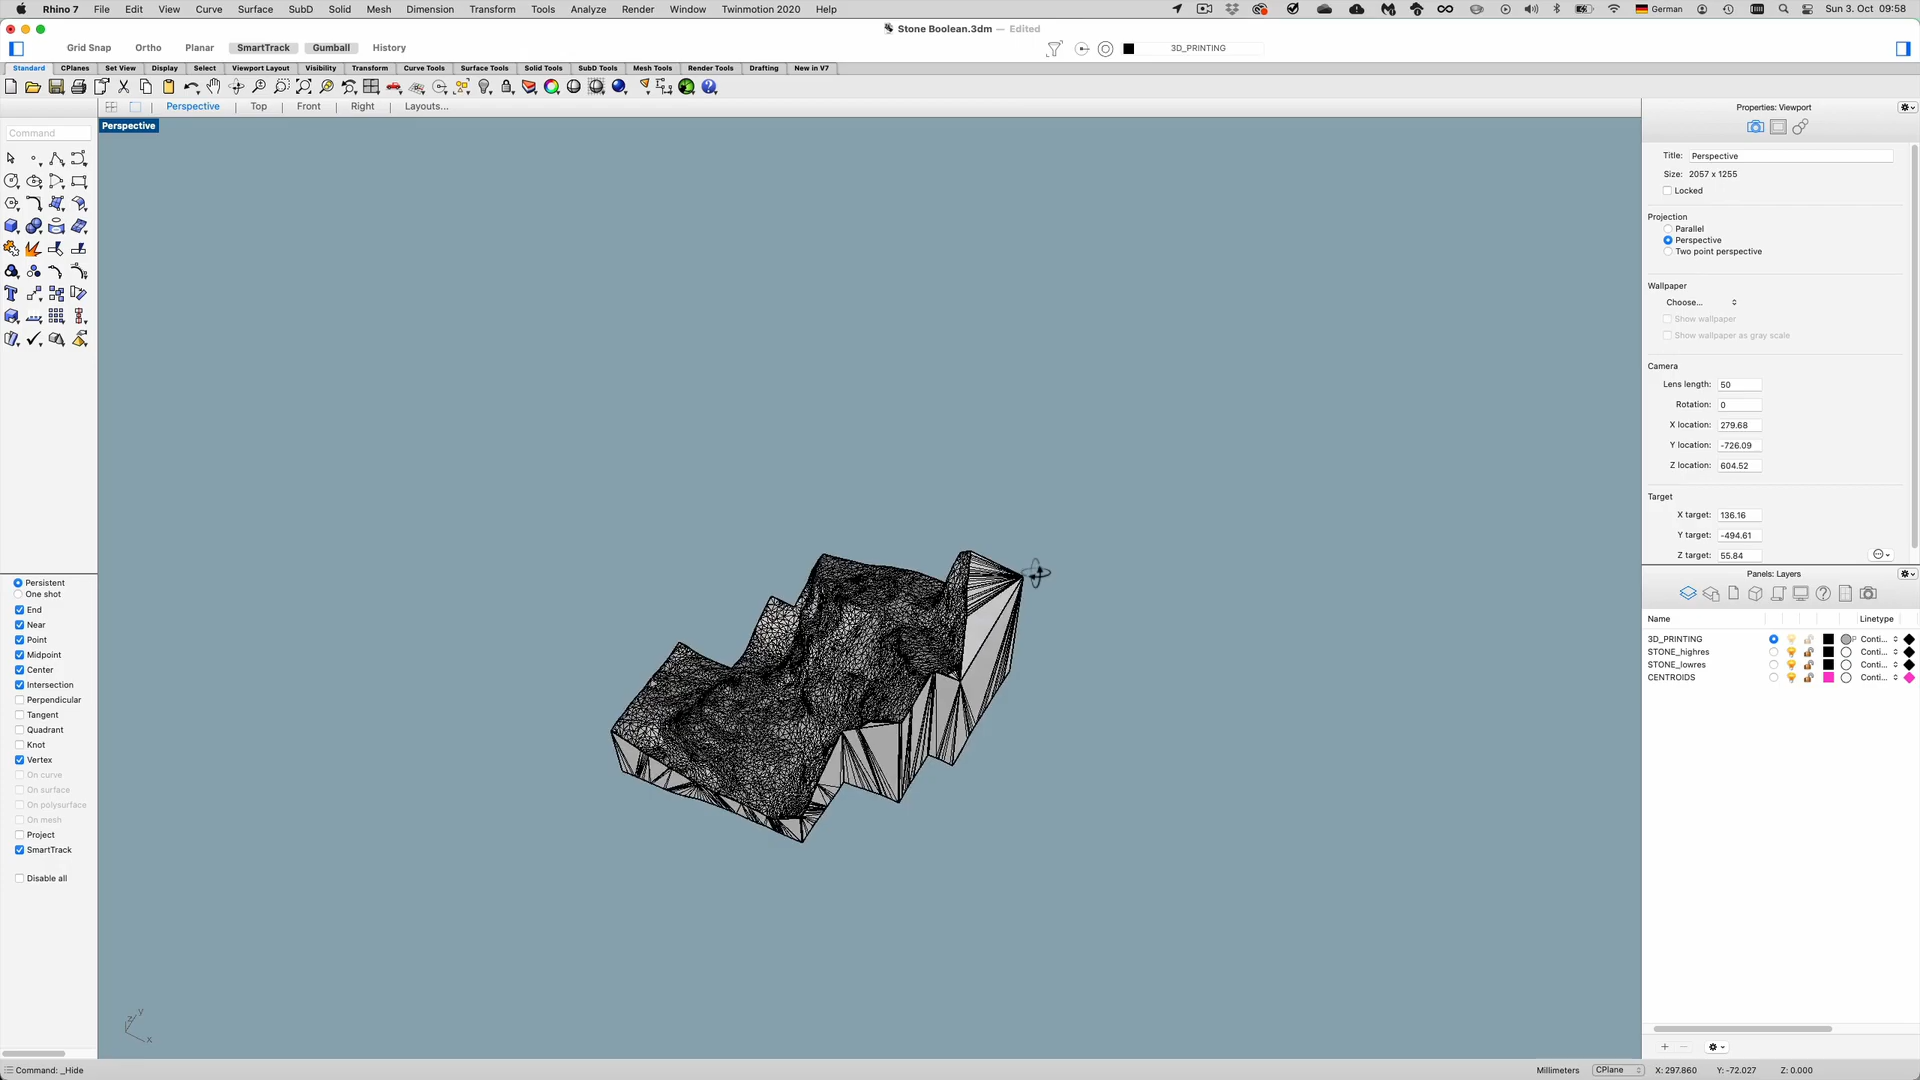 Rhino 7 File Edit View Curve Surface SubD Solid Mesh Dimension Transform Tools Analyze Render Window Twinmotion 2020 Help German Sun 3. Oct 09:58
Stone Boolean.3dm — Edited
Grid Snap Ortho Planar SmartTrack Gumball History 3D_PRINTING
Standard CPlanes Set View Display Select Viewport Layout Visibility Transform Curve Tools Surface Tools Solid Tools SubD Tools Mesh Tools Render Tools Drafting New in V7
Perspective Top Front Right Layouts...
Perspective
Command
Persistent
One shot
End
Near
Point
Midpoint
Center
Intersection
Perpendicular
Tangent
Quadrant
Knot
Vertex
On curve
On surface
On polysurface
On mesh
Project
SmartTrack
Disable all
z y x
Properties: Viewport
Title: Perspective
Size: 2057 x 1255
Locked
Projection
Parallel
Perspective
Two point perspective
Wallpaper
Choose...
Show wallpaper
Show wallpaper as gray scale
Camera
Lens length: 50
Rotation: 0
X location: 279.68
Y location: -726.09
Z location: 604.52
Target
X target: 136.16
Y target: -494.61
Z target: 55.84
Panels: Layers
Name Linetype
3D_PRINTING Conti...
STONE_highres Conti...
STONE_lowres Conti...
CENTROIDS Conti...
Command: _Hide Millimeters CPlane X: 297.860 Y: -72.027 Z: 0.000